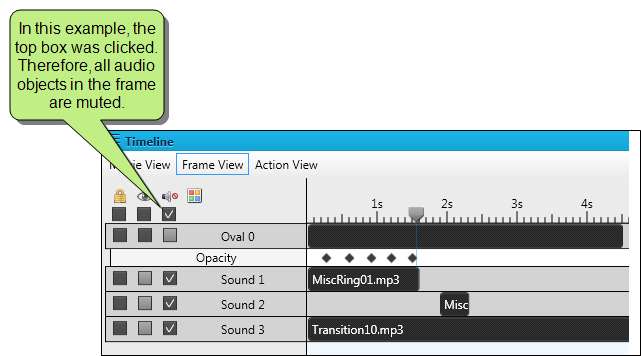 In this example, the
top box was clicked.
Therefore, all audio
objects in the frame
are muted.
Timeline
View Frame View Action View
1s 2s 3s 4s
Oval 0
Opacity
Sound 1 MiscRing01.mp3
Sound 2 Misc
Sound 3 Transition10.mp3